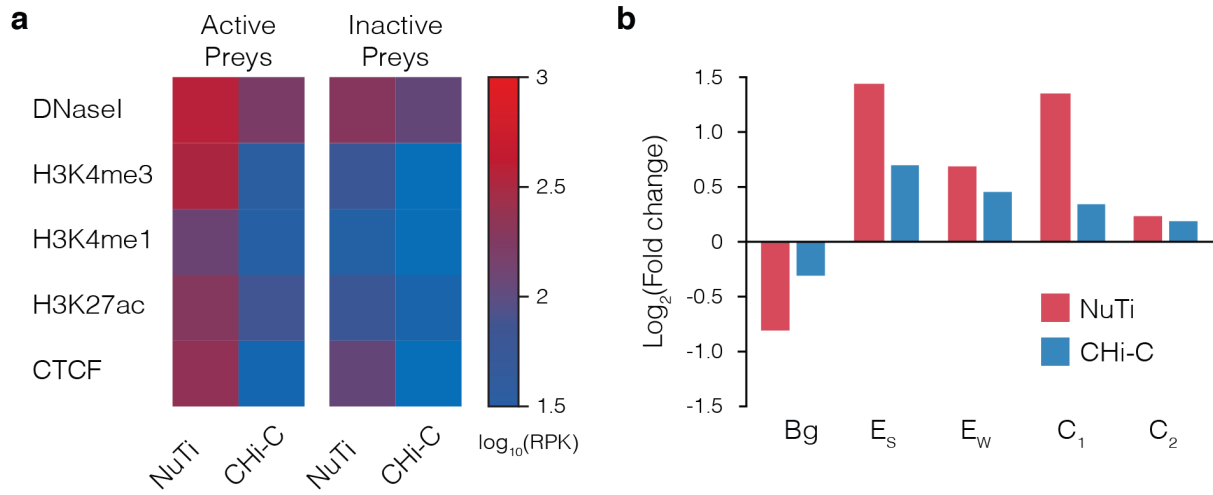 a
Active
Preys
Inactive
Preys
DNaseI
H3K4me3
H3K4me1
H3K27ac
CTCF
NuTi
CHi-C
NuTi
CHi-C
3
2.5
2
1.5
log10(RPK)
b
Log2(Fold change)
1.5
1.0
0.5
0
-0.5
-1.0
-1.5
NuTi
CHi-C
Bg
ES
EW
C1
C2